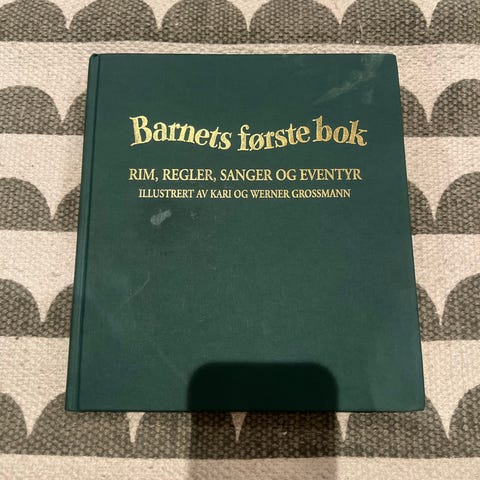 Barnets første bok
RIM, REGLER, SANGER OG EVENTYR
ILLUSTRERT AV KARI OG WERNER GROSSMANN